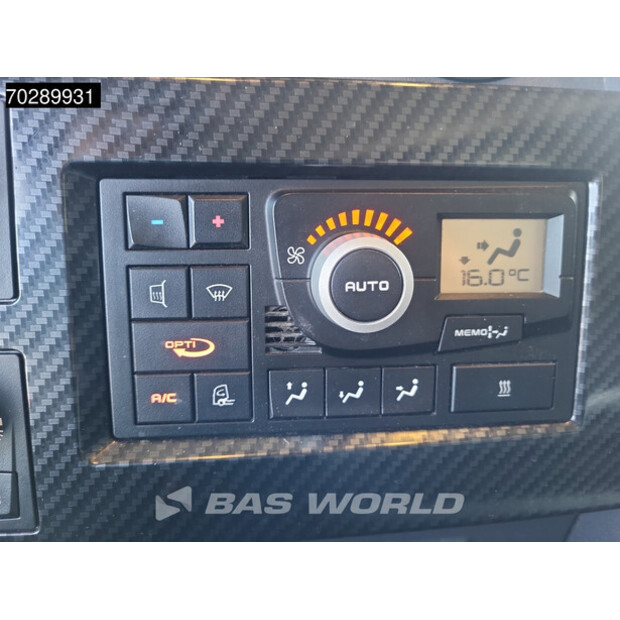 70289931
- +
AUTO
16.0°C
MEMO
OPTI
A/C
BAS WORLD